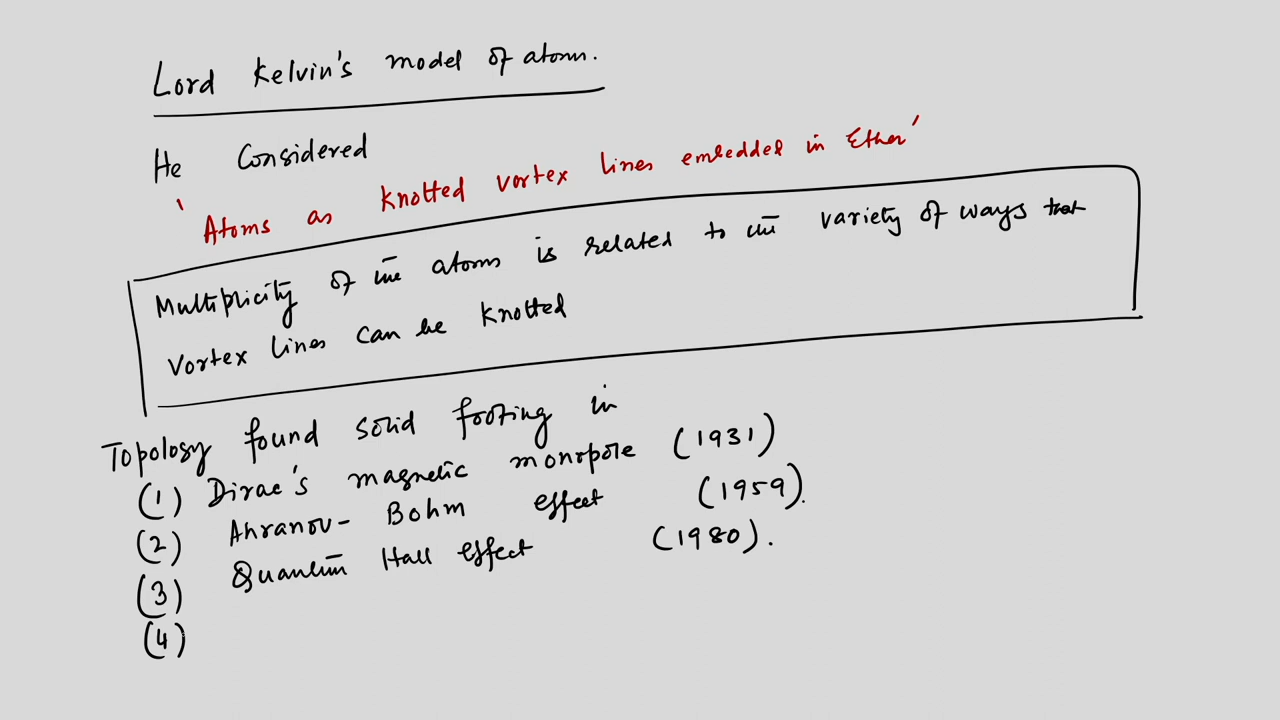 Lord Kelvin's model of atom.
He Considered
'Atoms as knotted vortex lines embedded in Ether'
Multiplicity of the atoms is related to the variety of ways that
Vortex lines can be knotted
Topology found solid footing in
(1) Dirac's magnetic monopole (1931)
(2) Ahranov-Bohm effect (1959).
(3) Quantum Hall effect (1980).
(4)